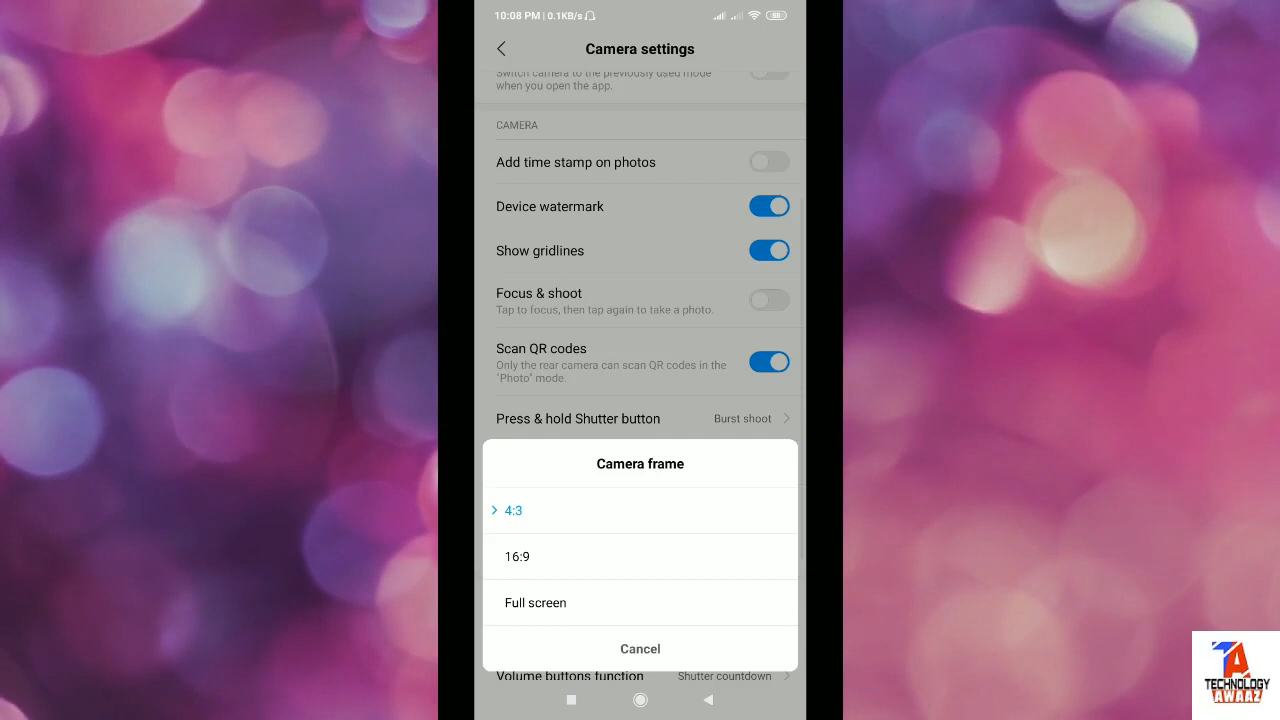 10:08 PM | 0.1KB/s
58
Camera settings
Switch camera to the previously used mode
when you open the app.
CAMERA
Add time stamp on photos
Device watermark
Show gridlines
Focus & shoot
Tap to focus, then tap again to take a photo.
Scan QR codes
Only the rear camera can scan QR codes in the
"Photo" mode.
Press & hold Shutter button Burst shoot
Camera frame
4:3
16:9
Full screen
Cancel
Volume buttons function Shutter countdown
TA
TECHNOLOGY
AWAAZ